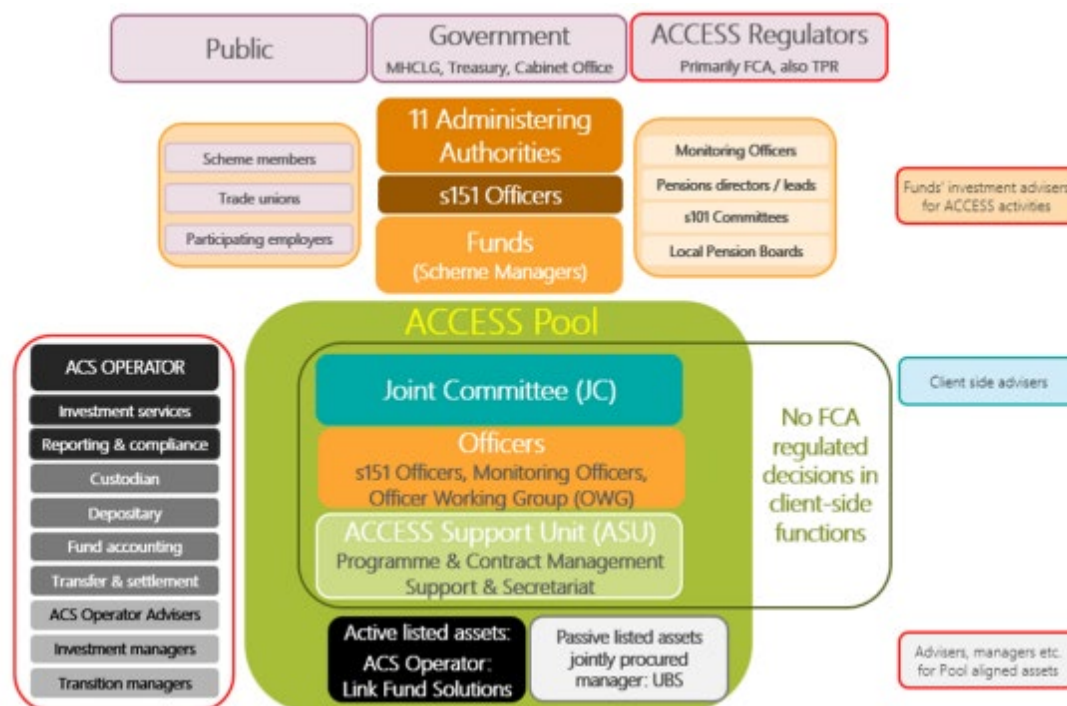 Public
Government
MHCLG, Treasury, Cabinet Office
ACCESS Regulators
Primarily FCA, also TPR
Scheme members
Trade unions
Participating employers
11 Administering
Authorities
s151 Officers
Funds
(Scheme Managers)
Monitoring Officers
Pensions directors / leads
s101 Committees
Local Pension Boards
Funds' investment advisers
for ACCESS activities
ACCESS Pool
ACS OPERATOR
Investment services
Reporting & compliance
Custodian
Depositary
Fund accounting
Transfer & settlement
ACS Operator Advisers
Investment managers
Transition managers
Joint Committee (JC)
Officers
s151 Officers, Monitoring Officers,
Officer Working Group (OWG)
ACCESS Support Unit (ASU)
Programme & Contract Management
Support & Secretariat
No FCA
regulated
decisions in
client-side
functions
Client side advisers
Active listed assets:
ACS Operator:
Link Fund Solutions
Passive listed assets
jointly procured
manager: UBS
Advisers, managers etc.
for Pool aligned assets